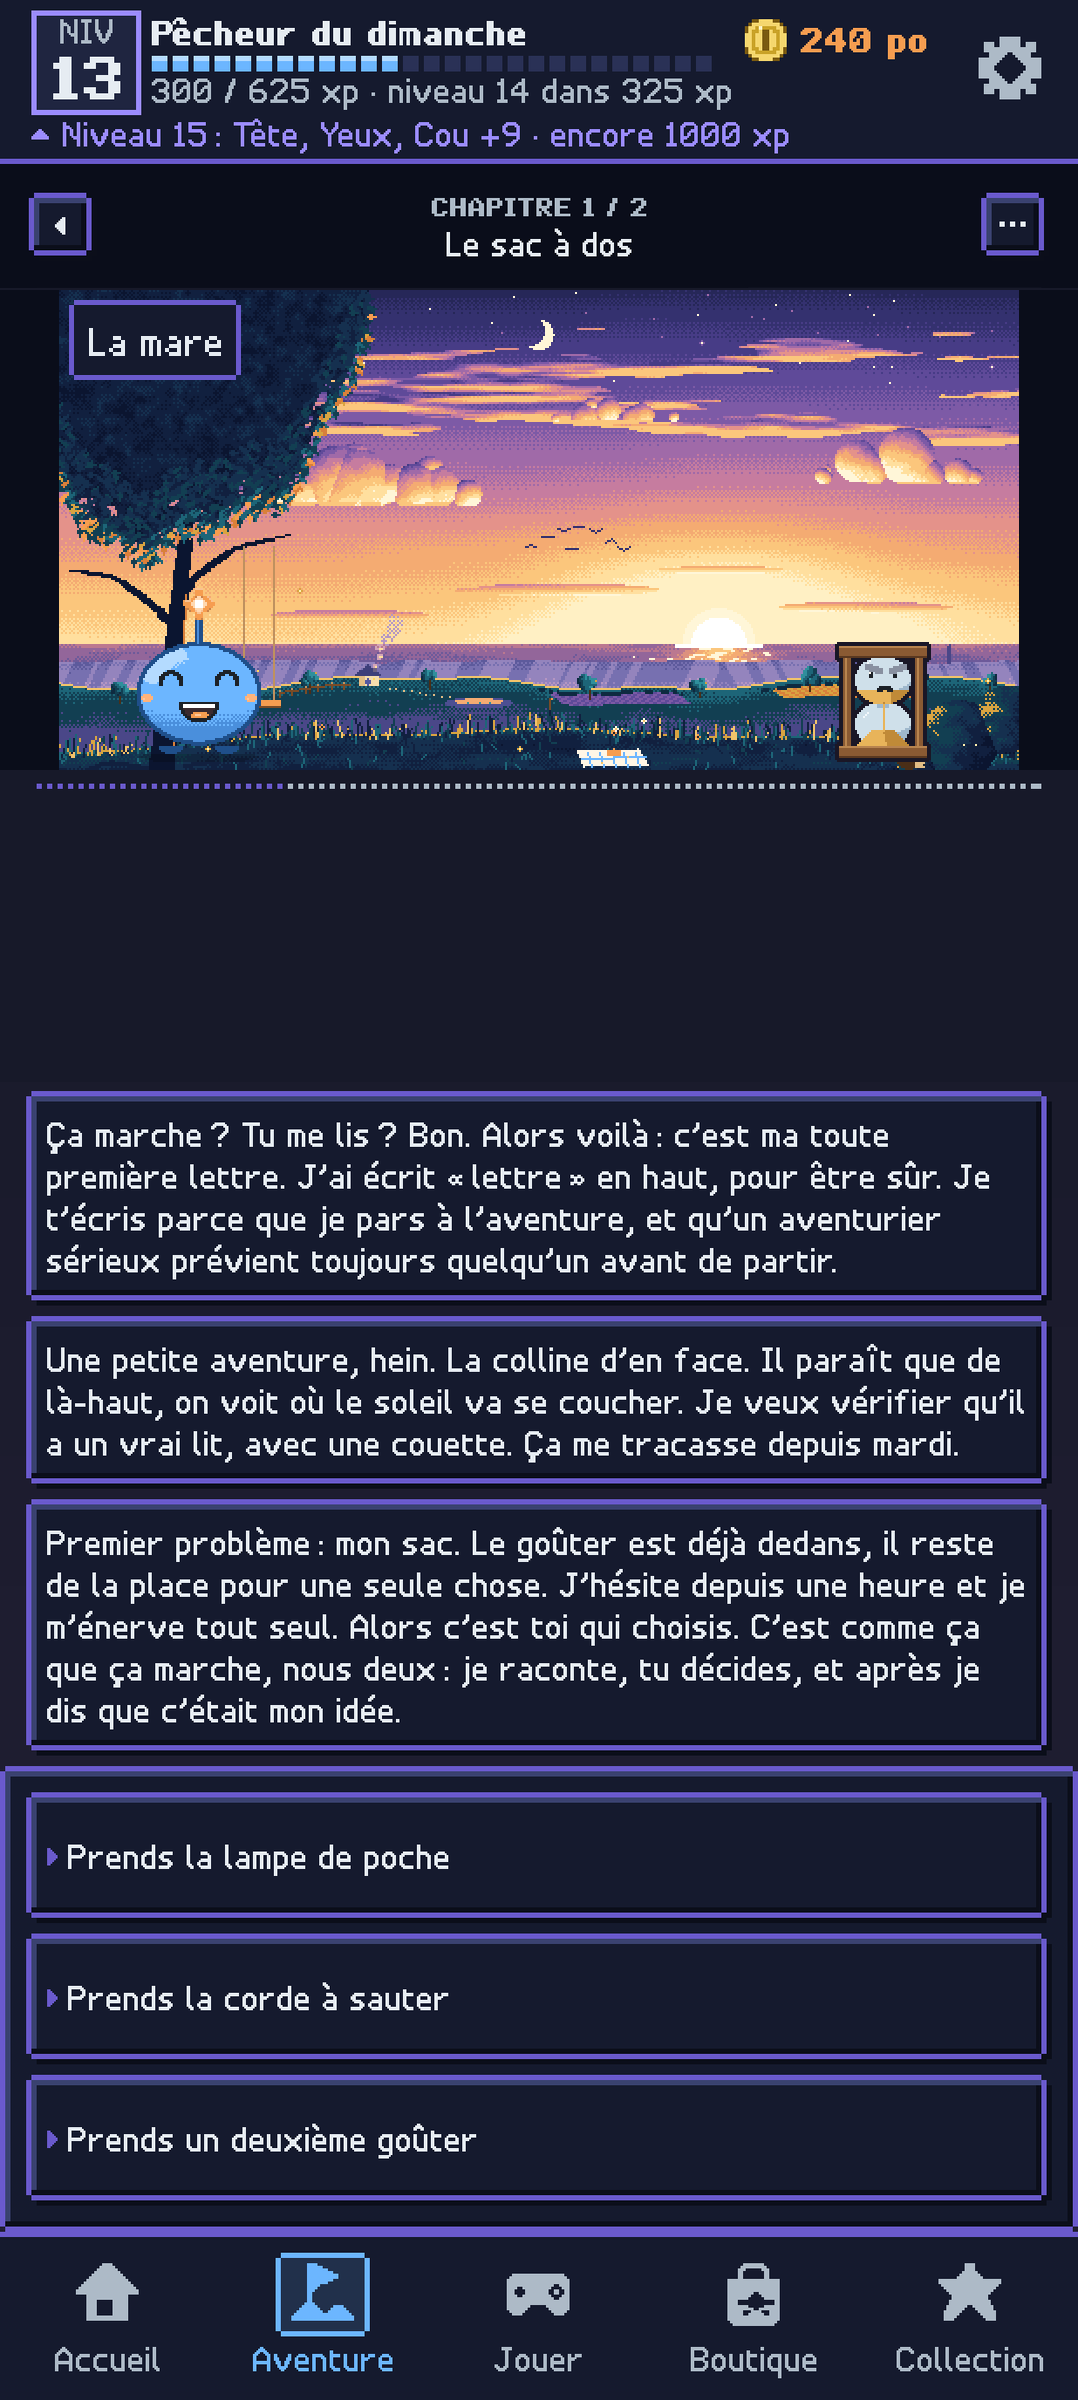 NIV
13
Pêcheur du dimanche
240 po
300 / 625 xp · niveau 14 dans 325 xp
Niveau 15 : Tête, Yeux, Cou +9 · encore 1000 xp
CHAPITRE 1 / 2
Le sac à dos
La mare
Ça marche ? Tu me lis ? Bon. Alors voilà : c’est ma toute
première lettre. J’ai écrit « lettre » en haut, pour être sûr. Je
t’écris parce que je pars à l’aventure, et qu’un aventurier
sérieux prévient toujours quelqu’un avant de partir.
Une petite aventure, hein. La colline d’en face. Il paraît que de
là-haut, on voit où le soleil va se coucher. Je veux vérifier qu’il
a un vrai lit, avec une couette. Ça me tracasse depuis mardi.
Premier problème : mon sac. Le goûter est déjà dedans, il reste
de la place pour une seule chose. J’hésite depuis une heure et je
m’énerve tout seul. Alors c’est toi qui choisis. C’est comme ça
que ça marche, nous deux : je raconte, tu décides, et après je
dis que c’était mon idée.
Prends la lampe de poche
Prends la corde à sauter
Prends un deuxième goûter
Accueil
Aventure
Jouer
Boutique
Collection